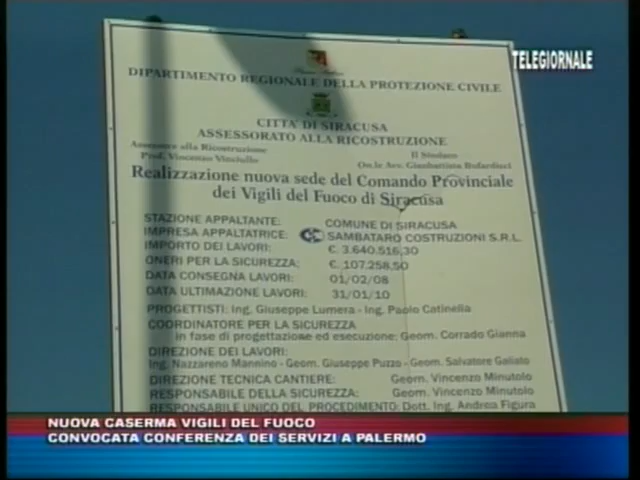 TELEGIORNALE
DIPARTIMENTO REGIONALE DELLA PROTEZIONE CIVILE
CITTA' DI SIRACUSA
ASSESSORATO ALLA RICOSTRUZIONE
Assessore alla Ricostruzione
Prof. Vincenzo Vinciullo
Il Sindaco
On.le Avv. Giambattista Bufardeci
Realizzazione nuova sede del Comando Provinciale
dei Vigili del Fuoco di Siracusa
STAZIONE APPALTANTE: COMUNE DI SIRACUSA
IMPRESA APPALTATRICE: SAMBATARO COSTRUZIONI S.R.L.
IMPORTO DEI LAVORI: €. 3.640.516,30
ONERI PER LA SICUREZZA: €. 107.258,50
DATA CONSEGNA LAVORI: 01/02/08
DATA ULTIMAZIONE LAVORI: 31/01/10
PROGETTISTI: Ing. Giuseppe Lumera - Ing. Paolo Catinella
COORDINATORE PER LA SICUREZZA
in fase di progettazione ed esecuzione: Geom. Corrado Gianna
DIREZIONE DEI LAVORI:
Ing. Nazzareno Mannino - Geom. Giuseppe Puzzo - Geom. Salvatore Galiato
DIREZIONE TECNICA CANTIERE: Geom. Vincenzo Minutolo
RESPONSABILE DELLA SICUREZZA: Geom. Vincenzo Minutolo
RESPONSABILE UNICO DEL PROCEDIMENTO: Dott. Ing. Andrea Figura
NUOVA CASERMA VIGILI DEL FUOCO
CONVOCATA CONFERENZA DEI SERVIZI A PALERMO